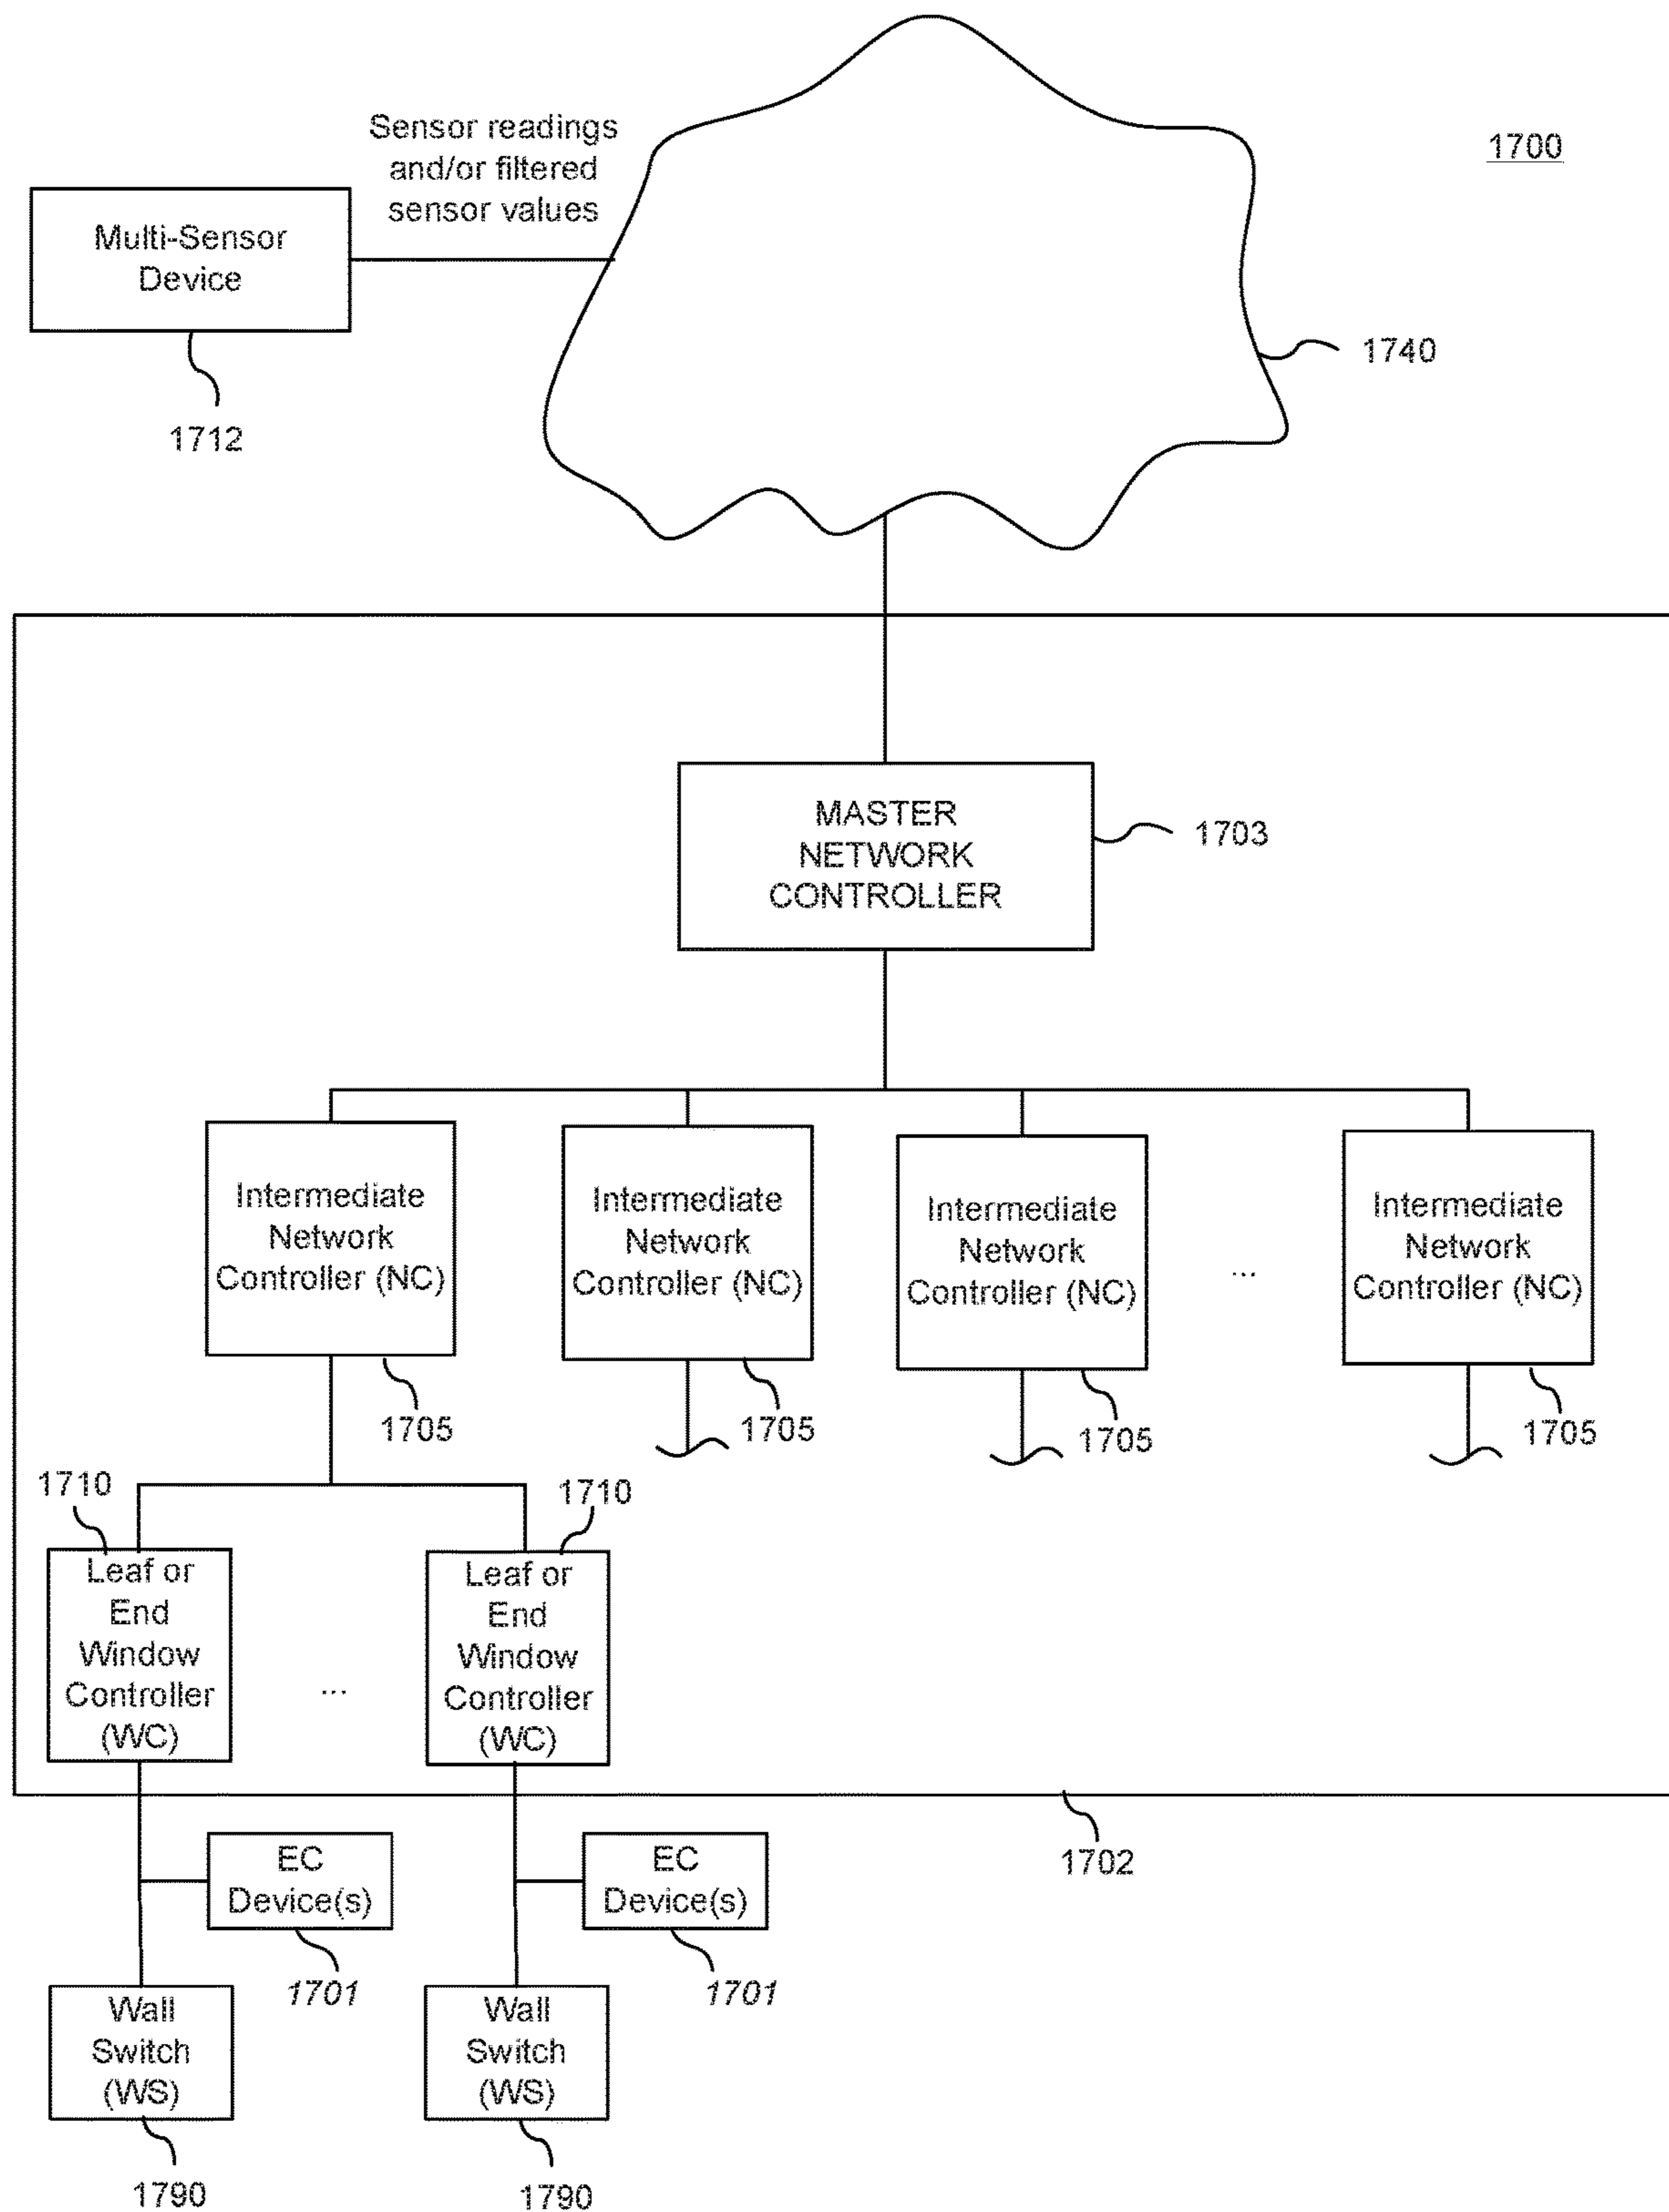 1700
Sensor readings
and/or filtered
sensor values
Multi-Sensor
Device
1740
1712
MASTER
NETWORK
CONTROLLER
1703
Intermediate
Network
Controller (NC)
Intermediate
Network
Controller (NC)
Intermediate
Network
Controller (NC)
...
Intermediate
Network
Controller (NC)
1705
1705
1705
1705
1710
1710
Leaf or
End
Window
Controller
(WC)
...
Leaf or
End
Window
Controller
(WC)
1702
EC
Device(s)
EC
Device(s)
1701
1701
Wall
Switch
(WS)
Wall
Switch
(WS)
1790
1790